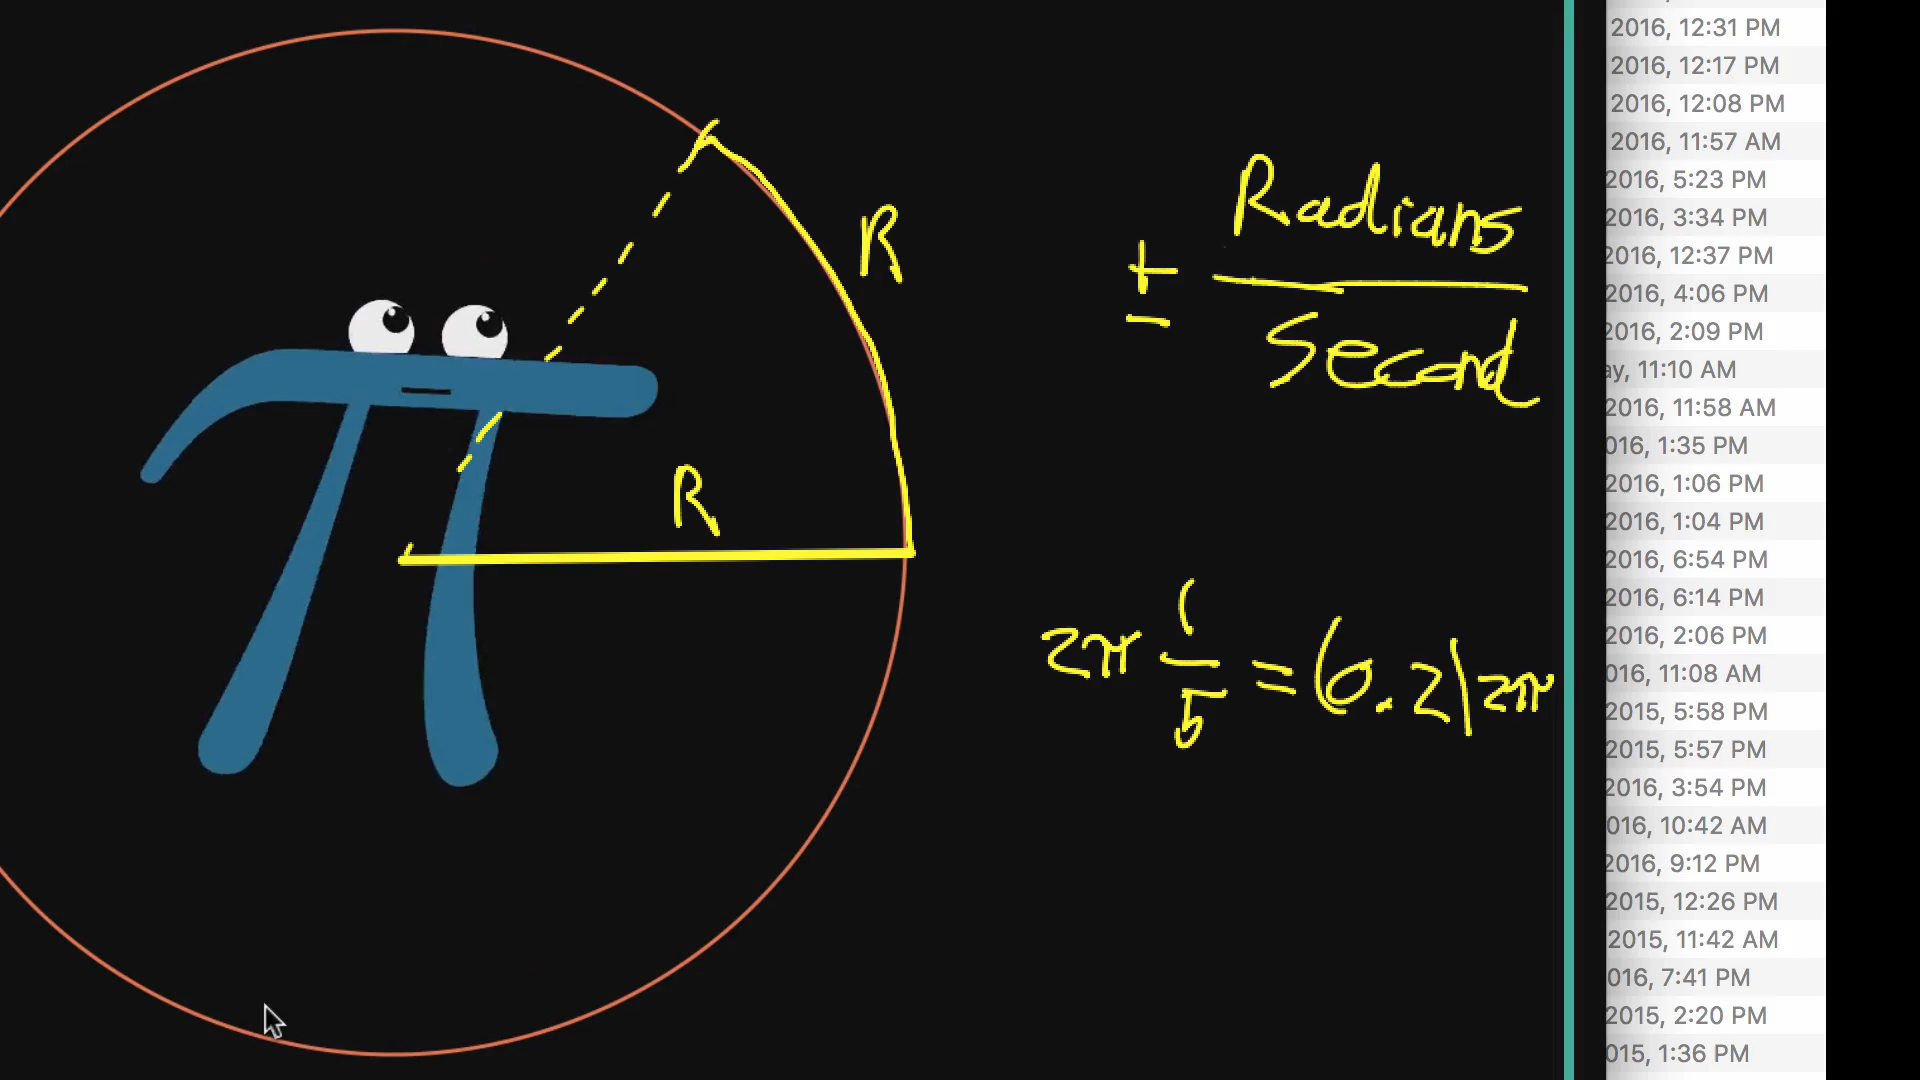 R
R
± Radians
Second
2π 1/5 = 6.2|2π
2016, 12:31 PM
2016, 12:17 PM
2016, 12:08 PM
2016, 11:57 AM
2016, 5:23 PM
2016, 3:34 PM
2016, 12:37 PM
2016, 4:06 PM
2016, 2:09 PM
ay, 11:10 AM
2016, 11:58 AM
016, 1:35 PM
2016, 1:06 PM
2016, 1:04 PM
2016, 6:54 PM
2016, 6:14 PM
2016, 2:06 PM
016, 11:08 AM
2015, 5:58 PM
2015, 5:57 PM
2016, 3:54 PM
016, 10:42 AM
2016, 9:12 PM
2015, 12:26 PM
2015, 11:42 AM
016, 7:41 PM
2015, 2:20 PM
015, 1:36 PM